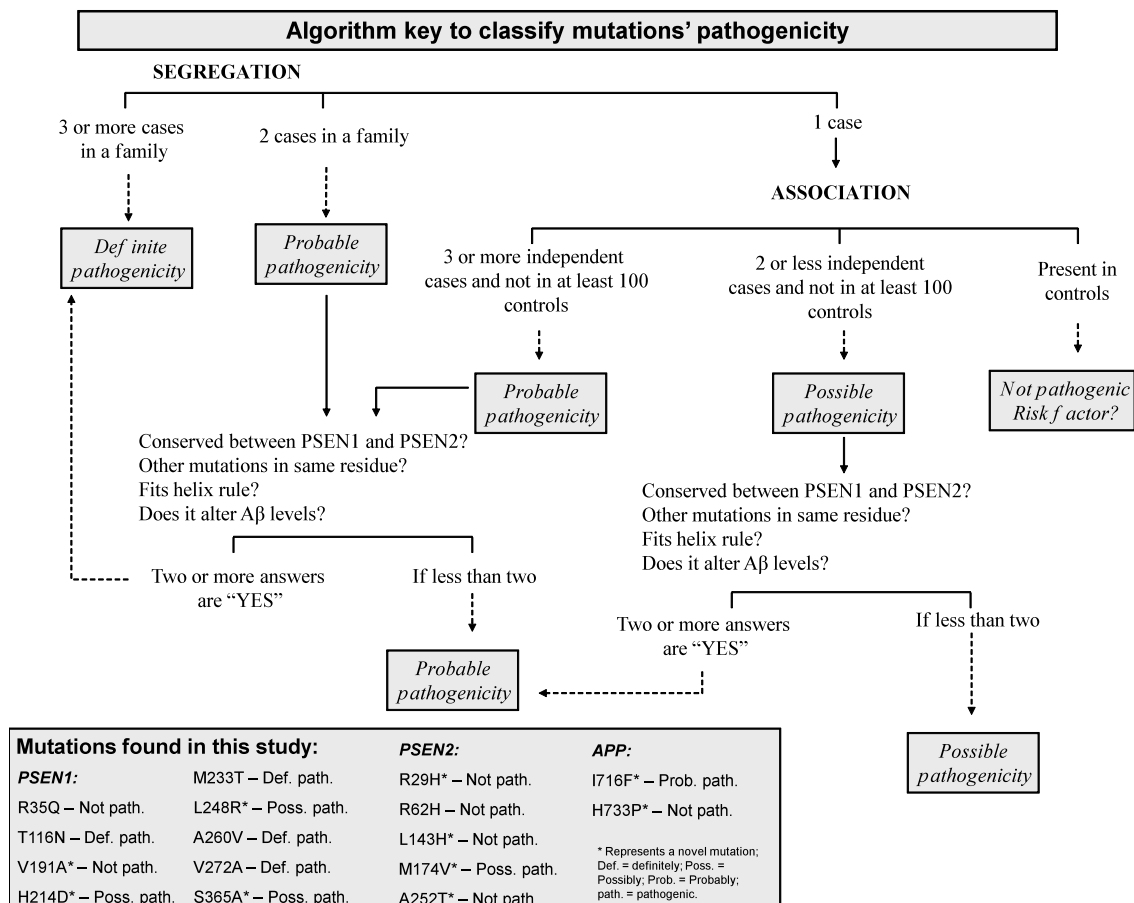 Algorithm key to classify mutations’ pathogenicity
SEGREGATION
3 or more cases
in a family
2 cases in a family
1 case
ASSOCIATION
Def inite
pathogenicity
Probable
pathogenicity
3 or more independent
cases and not in at least 100
controls
2 or less independent
cases and not in at least 100
controls
Present in
controls
Probable
pathogenicity
Possible
pathogenicity
Not pathogenic
Risk f actor?
Conserved between PSEN1 and PSEN2?
Other mutations in same residue?
Fits helix rule?
Does it alter Aβ levels?
Conserved between PSEN1 and PSEN2?
Other mutations in same residue?
Fits helix rule?
Does it alter Aβ levels?
Two or more answers
are “YES”
If less than two
Two or more answers
are “YES”
If less than two
Probable
pathogenicity
Possible
pathogenicity
Mutations found in this study:
PSEN1:
R35Q – Not path.
T116N – Def. path.
V191A* – Not path.
H214D* – Poss. path.
M233T – Def. path.
L248R* – Poss. path.
A260V – Def. path.
V272A – Def. path.
S365A* – Poss. path.
PSEN2:
R29H* – Not path.
R62H – Not path.
L143H* – Not path.
M174V* – Poss. path.
A252T* – Not path.
APP:
I716F* – Prob. path.
H733P* – Not path.
* Represents a novel mutation;
Def. = definitely; Poss. =
Possibly; Prob. = Probably;
path. = pathogenic.